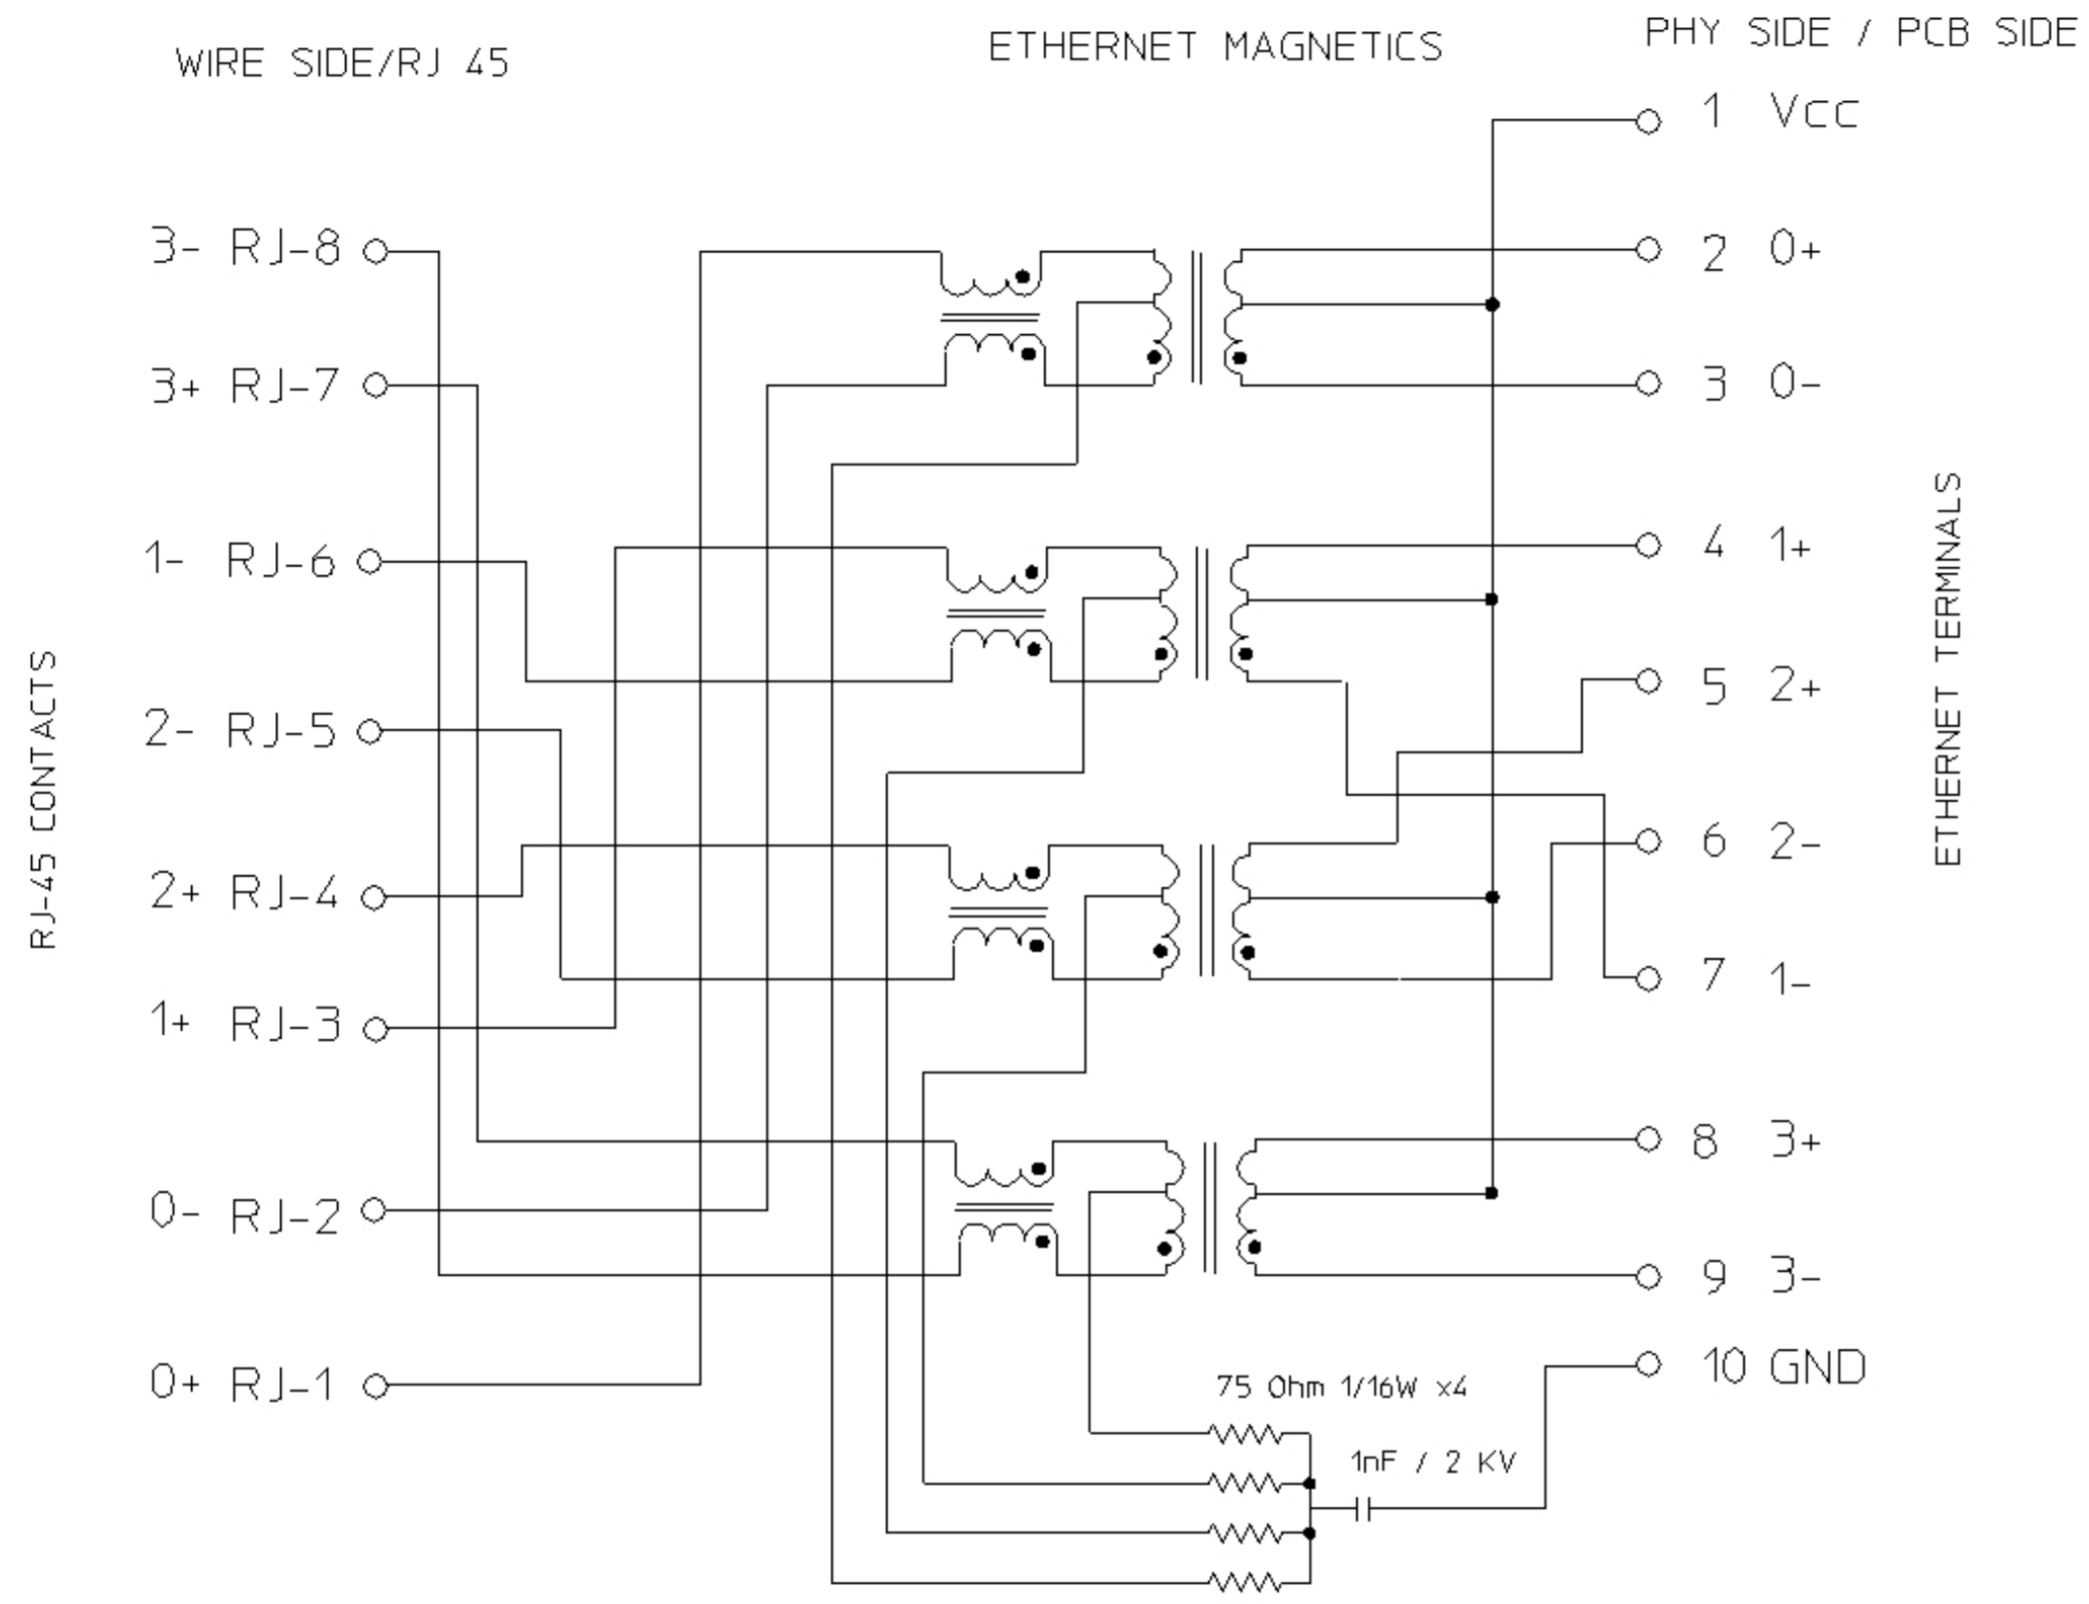 WIRE SIDE/RJ 45
ETHERNET MAGNETICS
PHY SIDE / PCB SIDE
RJ-45 CONTACTS
3- RJ-8
3+ RJ-7
1- RJ-6
2- RJ-5
2+ RJ-4
1+ RJ-3
0- RJ-2
0+ RJ-1
75 Ohm 1/16W x4
1nF / 2 KV
1 Vcc
2 0+
3 0-
4 1+
5 2+
6 2-
7 1-
8 3+
9 3-
10 GND
ETHERNET TERMINALS